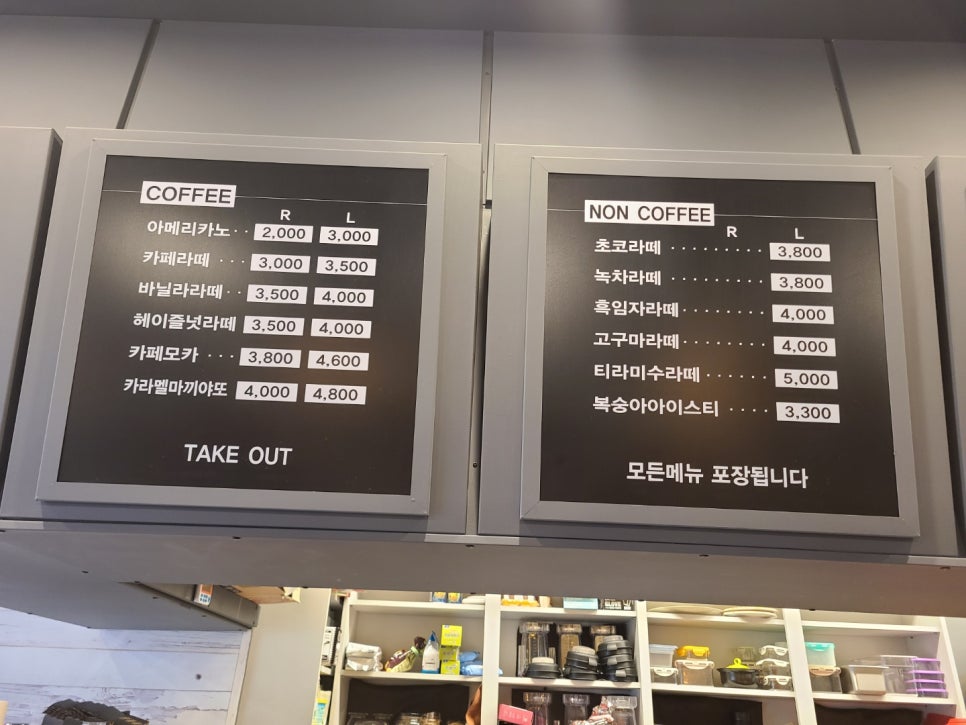 COFFEE
R L
아메리카노 ·· 2,000 3,000
카페라떼 ··· 3,000 3,500
바닐라라떼 ·· 3,500 4,000
헤이즐넛라떼 3,500 4,000
카페모카 ··· 3,800 4,600
카라멜마끼야또 4,000 4,800
TAKE OUT
NON COFFEE
R L
초코라떼 ········· 3,800
녹차라떼 ········· 3,800
흑임자라떼 ········ 4,000
고구마라떼 ········ 4,000
티라미수라떼 ······ 5,000
복숭아아이스티 ···· 3,300
모든메뉴 포장됩니다